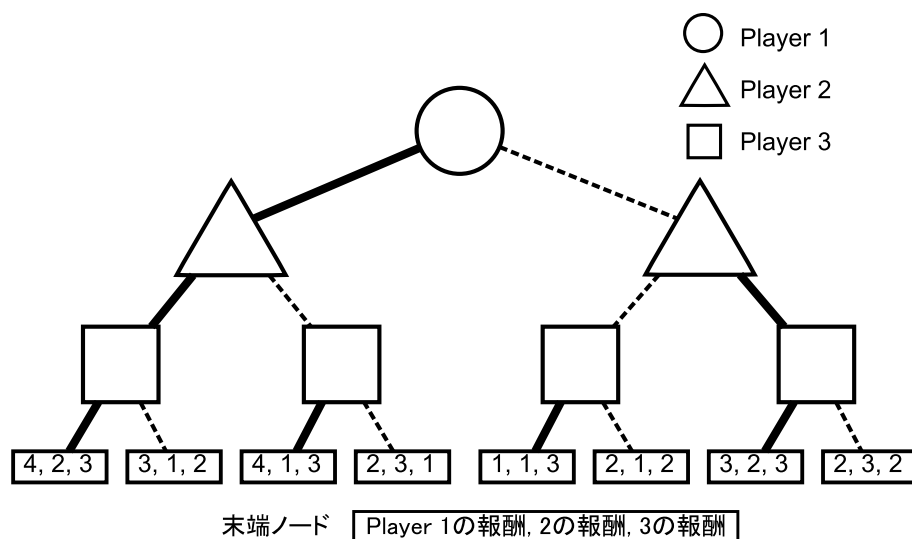 Player 1
Player 2
Player 3
4, 2, 3
3, 1, 2
4, 1, 3
2, 3, 1
1, 1, 3
2, 1, 2
3, 2, 3
2, 3, 2
末端ノード
Player 1の報酬, 2の報酬, 3の報酬